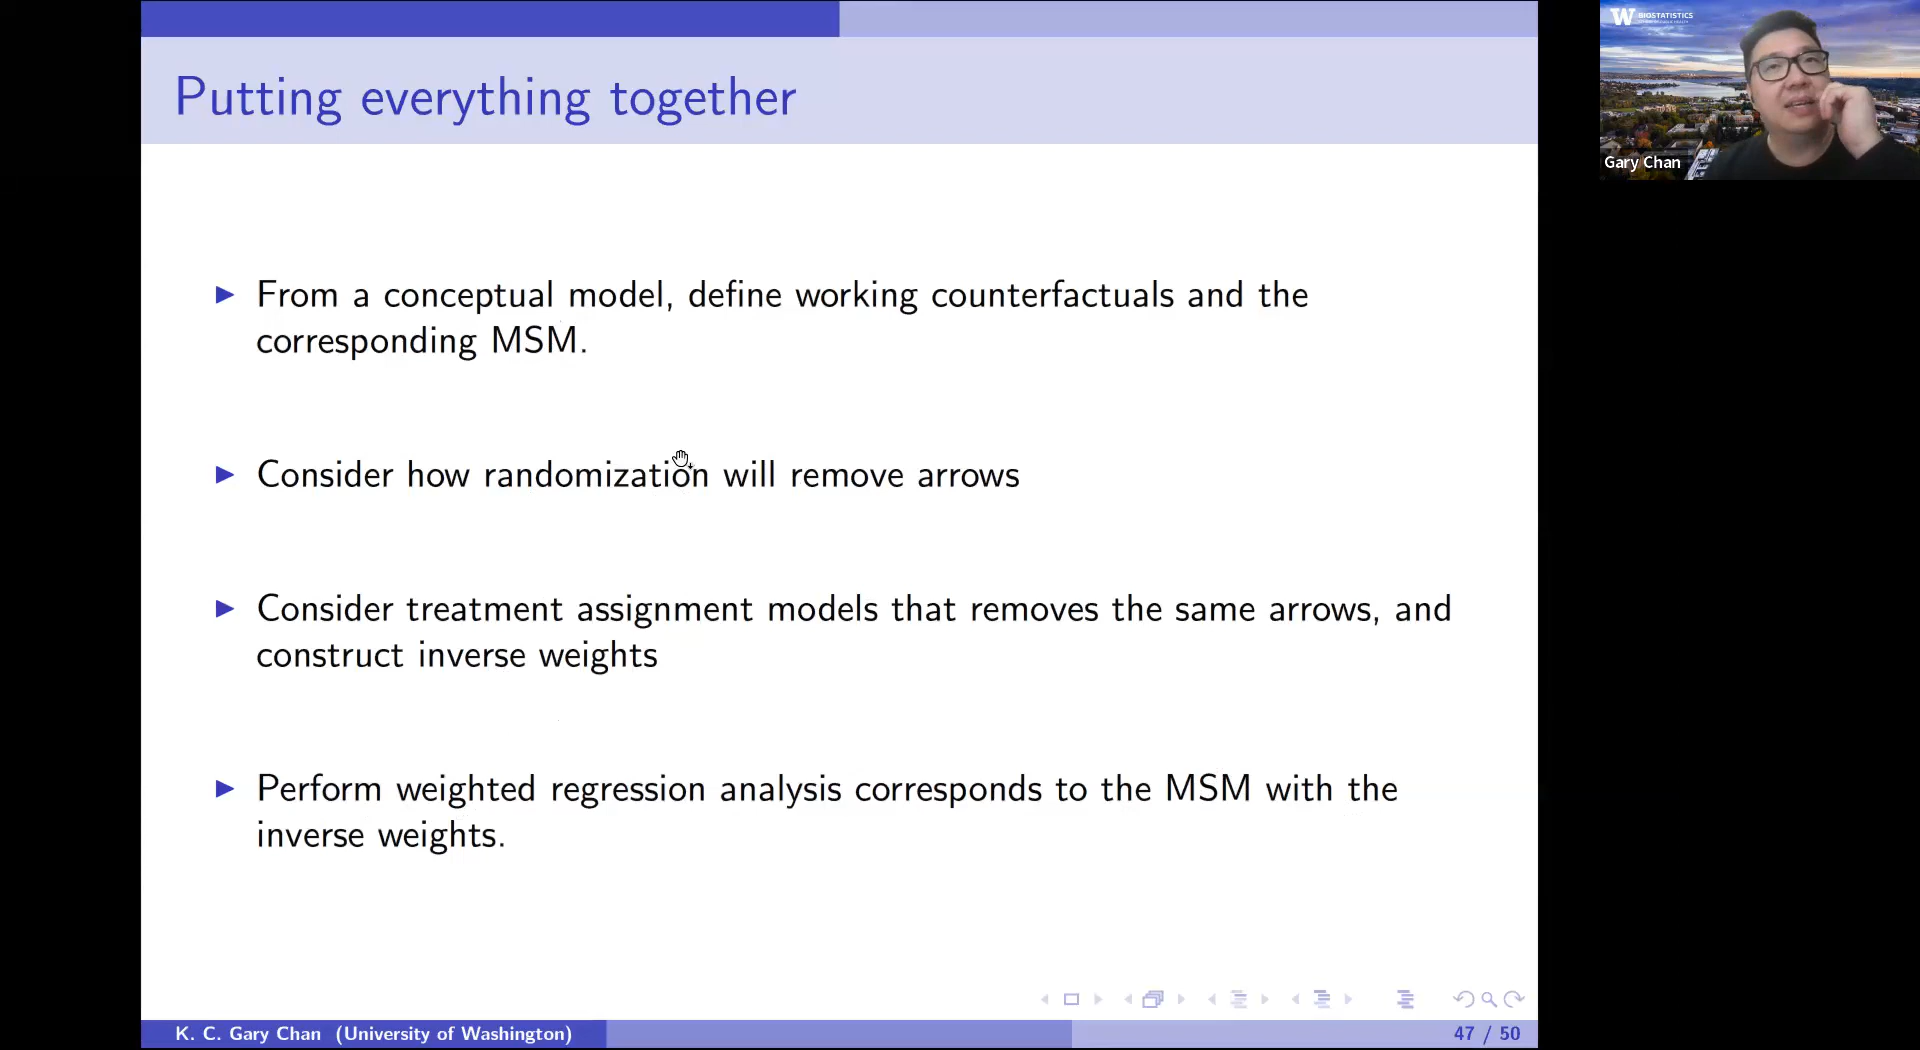 Putting everything together
From a conceptual model, define working counterfactuals and the
corresponding MSM.
Consider how randomization will remove arrows
Consider treatment assignment models that removes the same arrows, and
construct inverse weights
Perform weighted regression analysis corresponds to the MSM with the
inverse weights.
K. C. Gary Chan (University of Washington)
47 / 50
W BIOSTATISTICS
Gary Chan